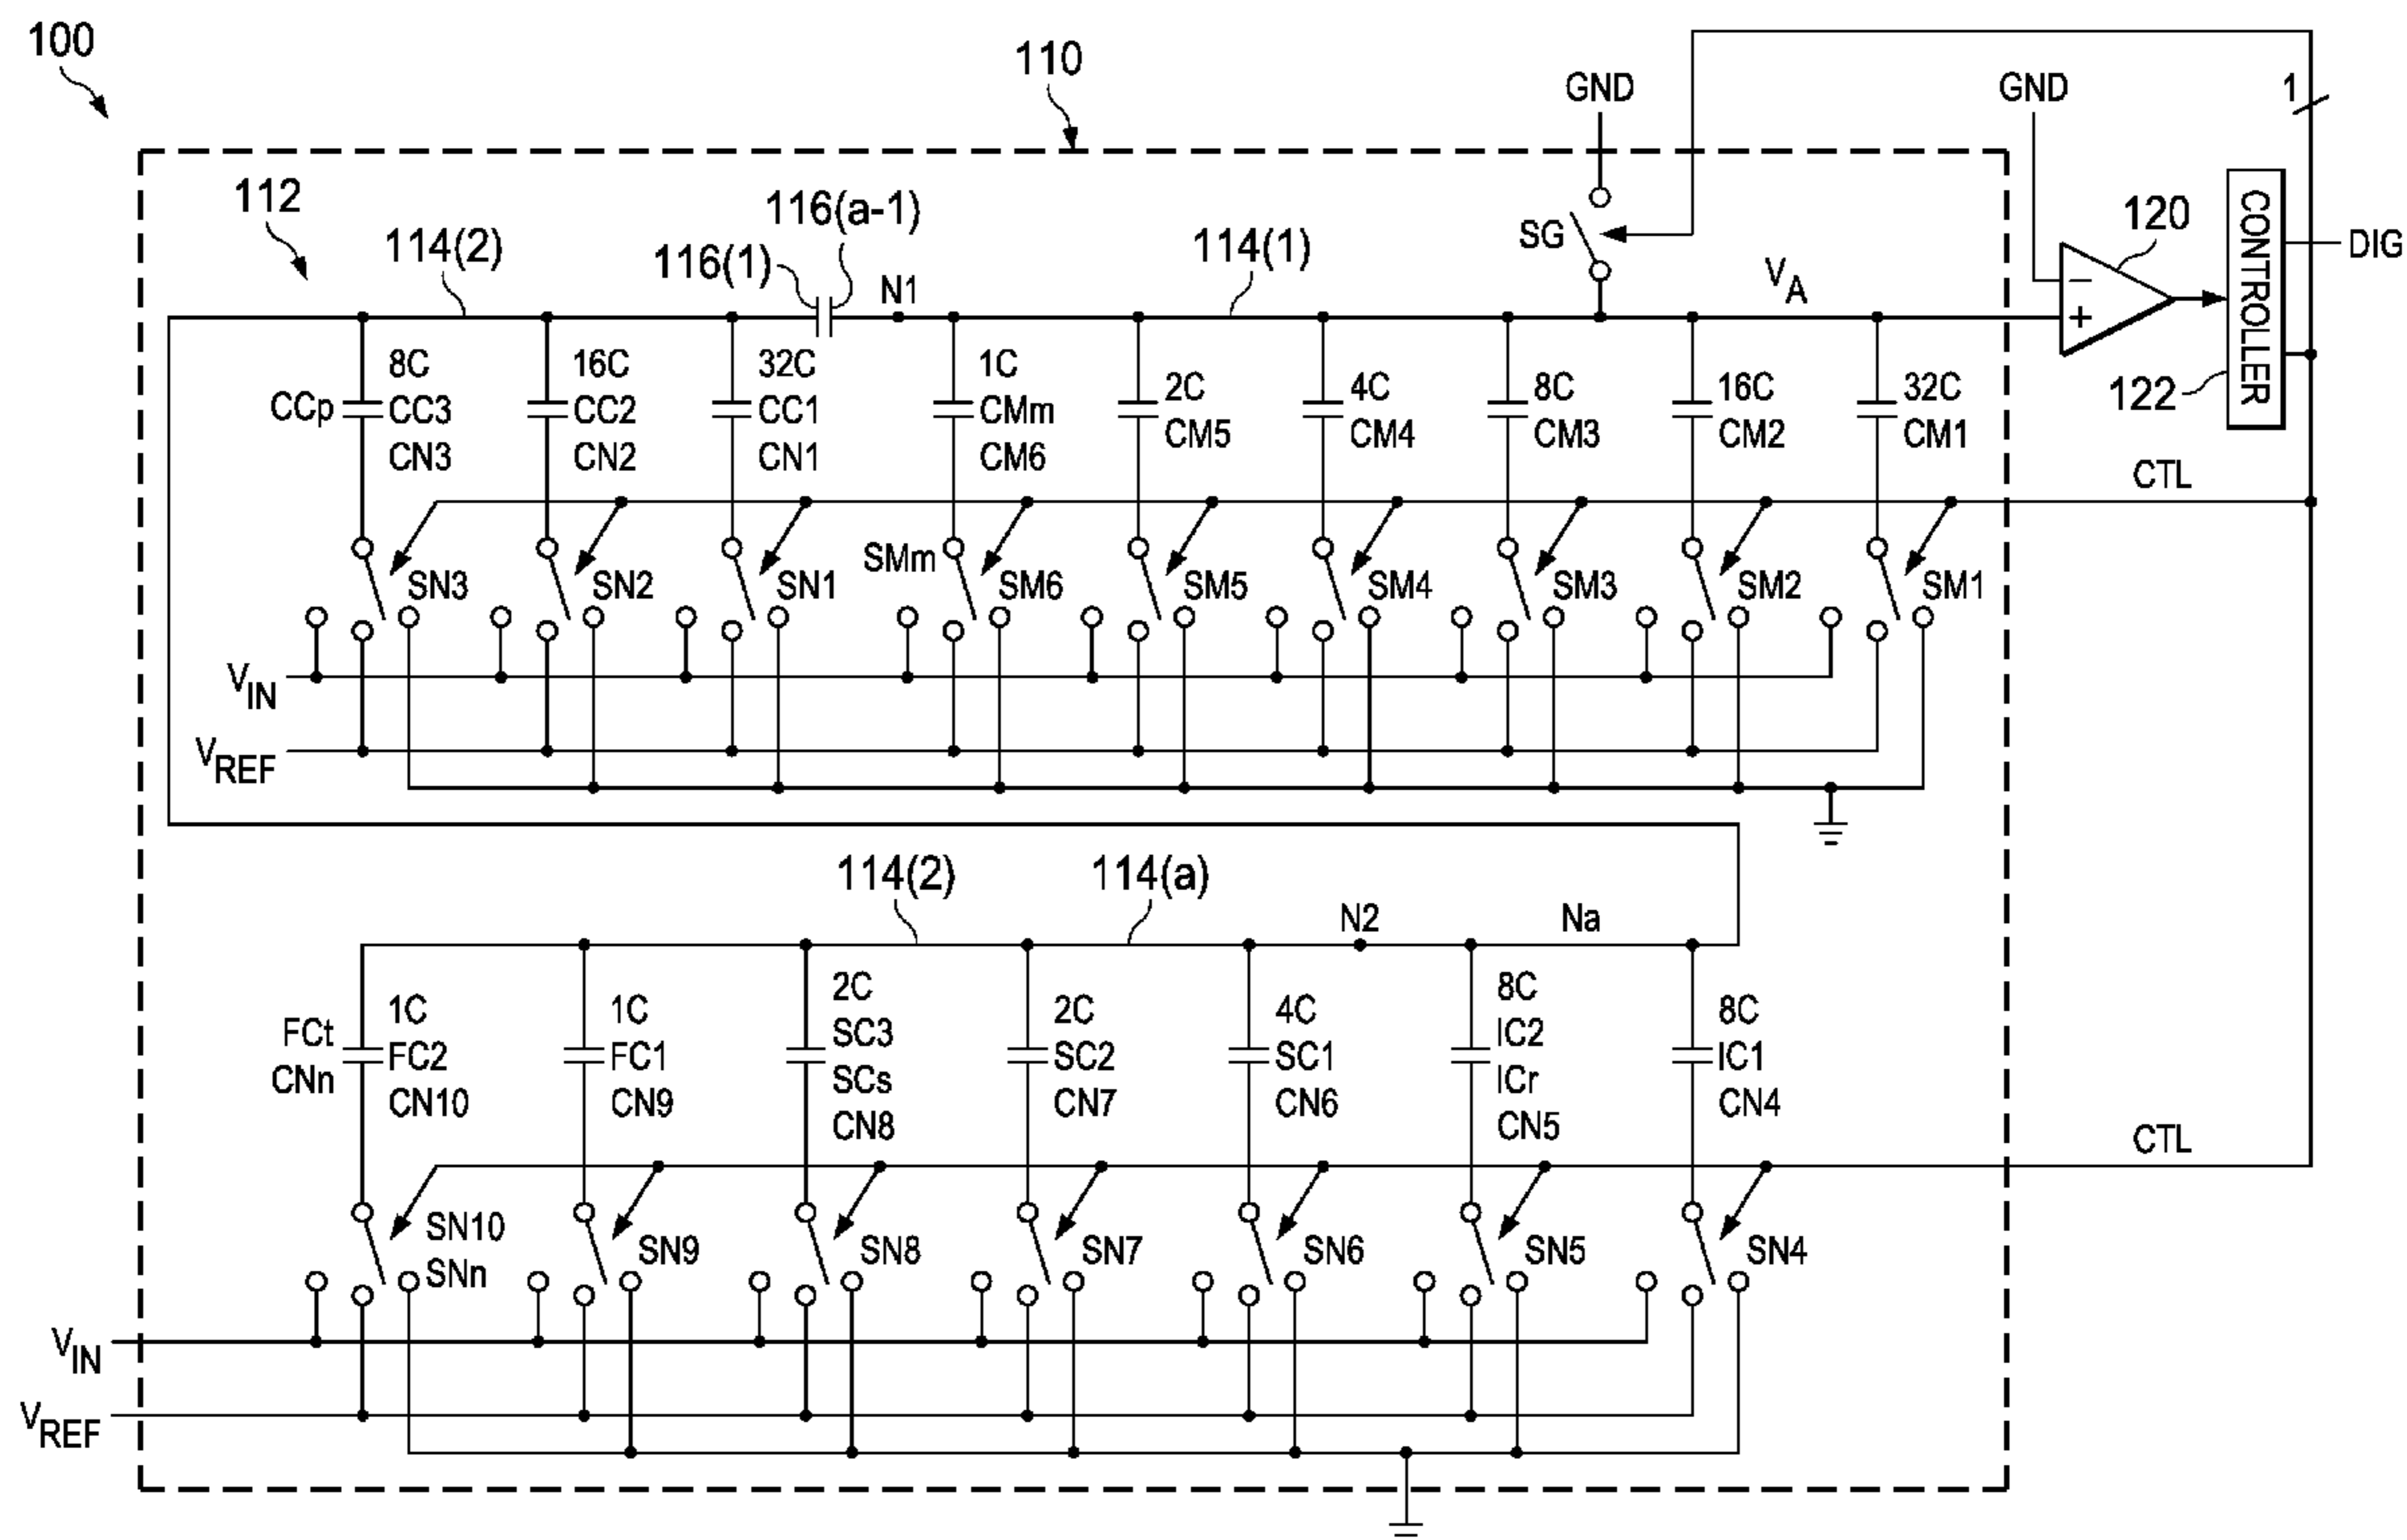 100
110
GND
GND
1
112
116(a-1)
120
114(2)
116(1)
N1
114(1)
SG
VA
DIG
CONTROLLER
122
CCp
8C
CC3
CN3
16C
CC2
CN2
32C
CC1
CN1
1C
CMm
CM6
2C
CM5
4C
CM4
8C
CM3
16C
CM2
32C
CM1
CTL
SN3
SN2
SN1
SMm
SM6
SM5
SM4
SM3
SM2
SM1
VIN
VREF
114(2)
114(a)
N2
Na
FCt
CNn
1C
FC2
CN10
1C
FC1
CN9
2C
SC3
SCs
CN8
2C
SC2
CN7
4C
SC1
CN6
8C
IC2
ICr
CN5
8C
IC1
CN4
CTL
SN10
SNn
SN9
SN8
SN7
SN6
SN5
SN4
VIN
VREF